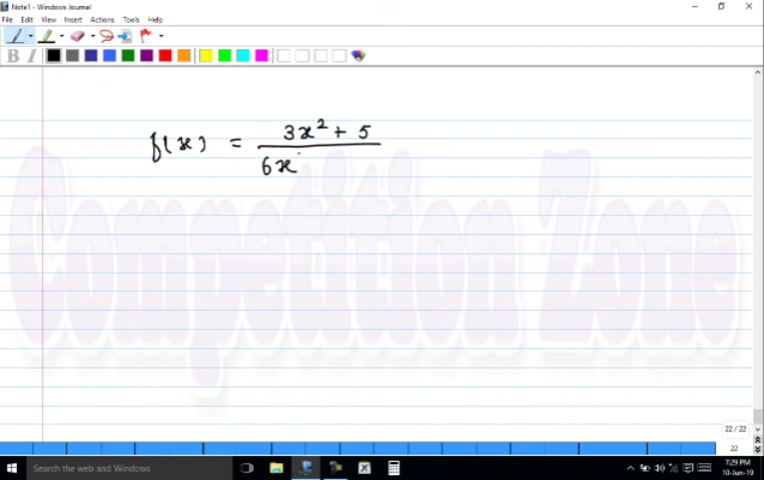 Note1 - Windows Journal
File Edit View Insert Actions Tools Help
B I
f(x) = 3x² + 5
6x
Competition Zone
22 / 22
22
Search the web and Windows
7:29 PM
10-Jun-19